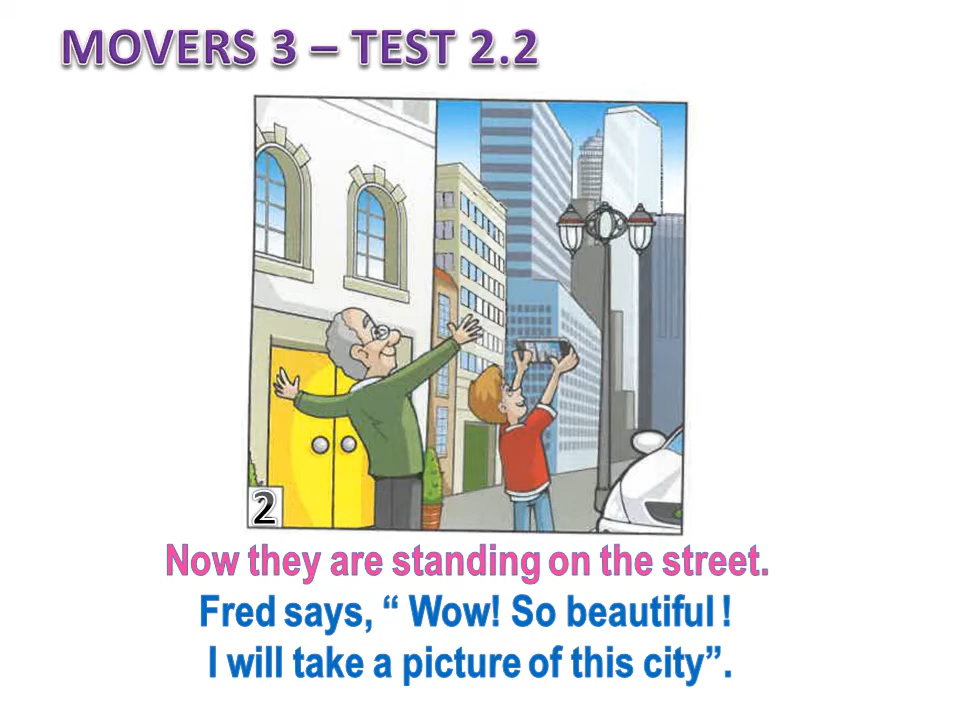 MOVERS 3 – TEST 2.2
2
Now they are standing on the street.
Fred says, “ Wow! So beautiful !
I will take a picture of this city”.